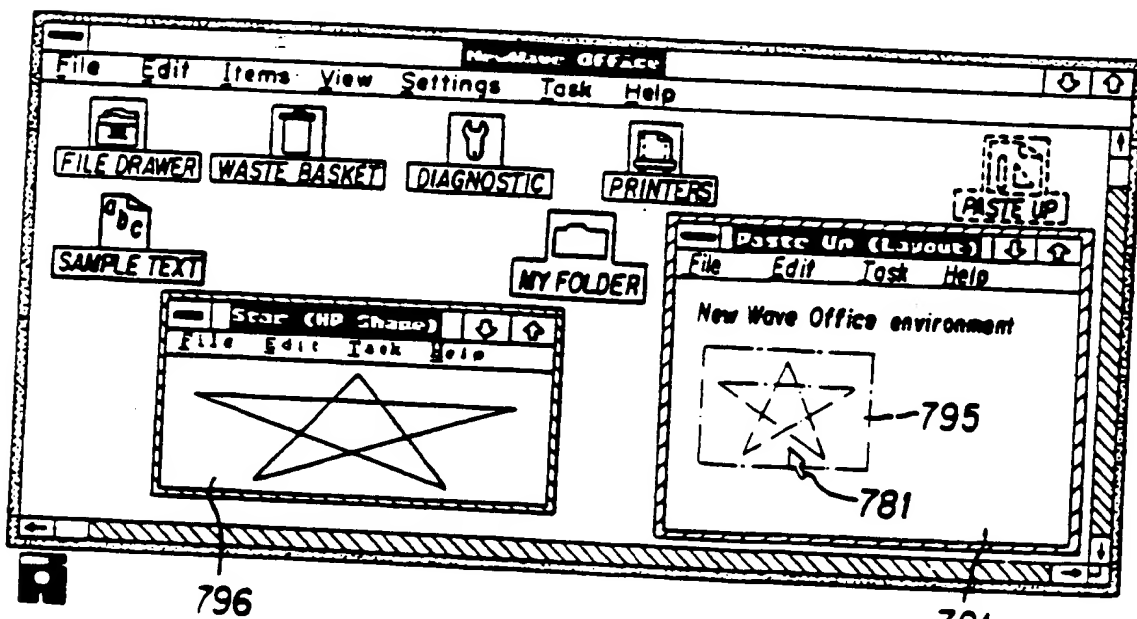 NewWave Office
File Edit Items View Settings Task Help
FILE DRAWER WASTE BASKET DIAGNOSTIC PRINTERS PASTE UP
abc
SAMPLE TEXT MY FOLDER
Paste Up (Layout)
File Edit Task Help
New Wave Office environment
Star (HP Shape)
File Edit Task Help
795
781
796